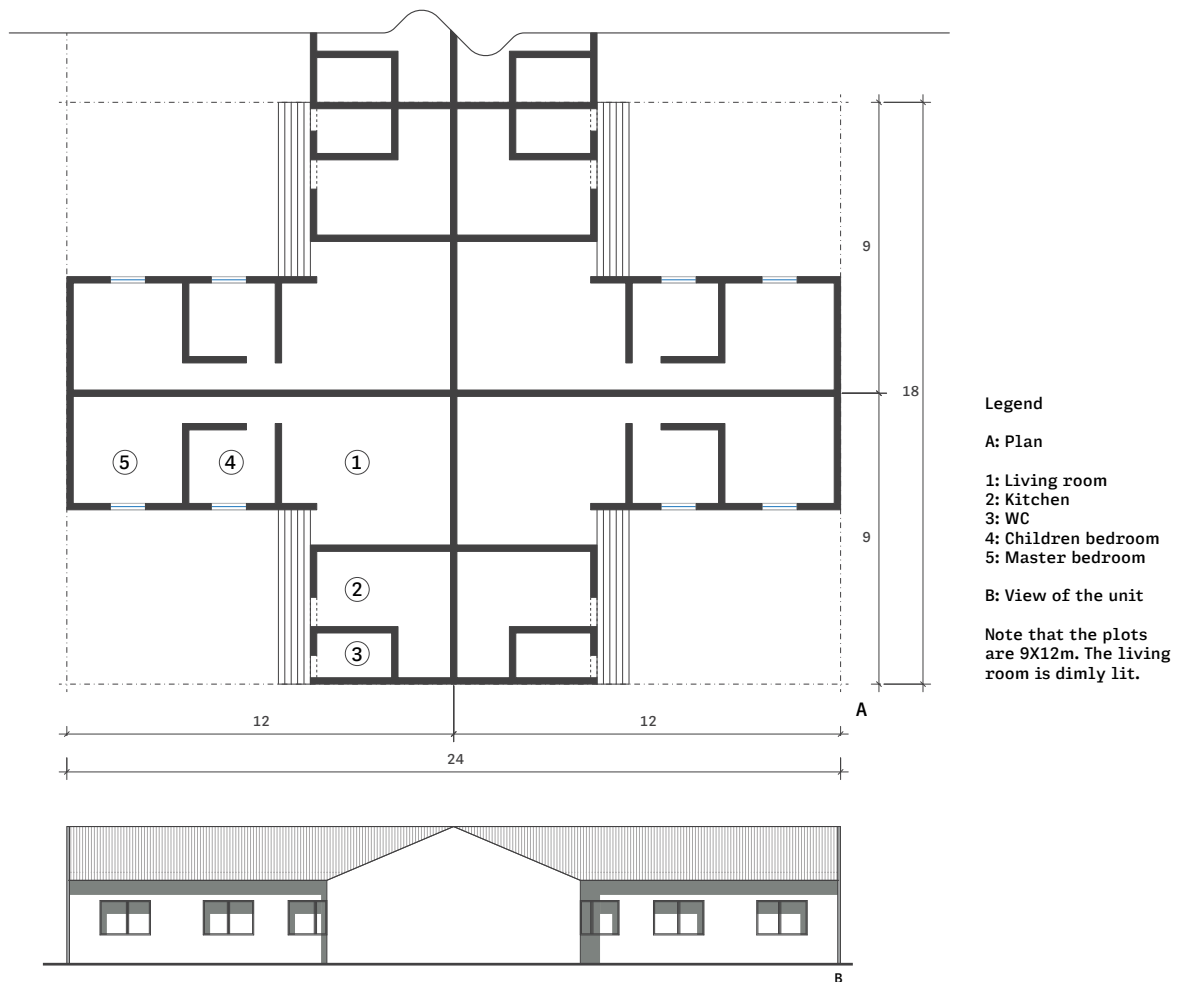 9
18
5
4
1
9
2
3
A
12
12
24
Legend
A: Plan
1: Living room
2: Kitchen
3: WC
4: Children bedroom
5: Master bedroom
B: View of the unit
Note that the plots
are 9X12m. The living
room is dimly lit.
B